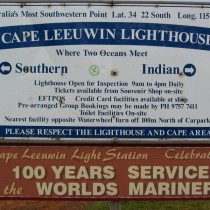 alia's Most Southwestern Point Lat. 34 22 South Long. 115
CAPE LEEUWIN LIGHTHOUSE
Where Two Oceans Meet
Southern Indian
Lighthouse Open for Inspection 9am to 4pm Daily
Tickets available from Souvenir Shop on-site
EFTPOS Credit Card facilities available at shop
Pre-arranged Group Bookings may be made by PH 9757 7411
Toilet Facilities On-site
Nearest facility opposite Waterwheel Turn off 100m North of Carpark
PLEASE RESPECT THE LIGHTHOUSE AND CAPE AREA
Cape Leeuwin Light Station Celebrat
100 YEARS SERVICE
the WORLDS MARINER